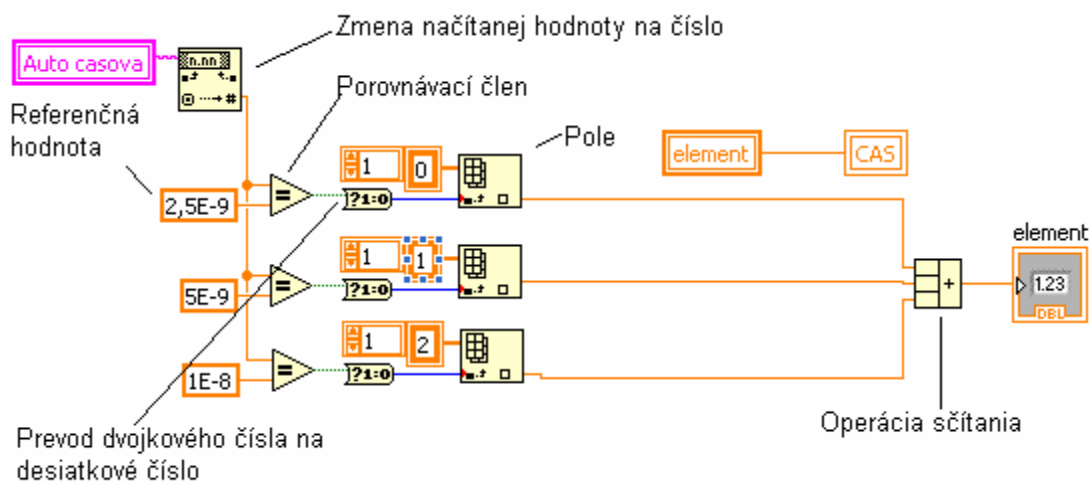 Zmena načítanej hodnoty na číslo
Auto casova
n.nn
#
Porovnávací člen
Referenčná
hodnota
Pole
1
0
element
CAS
=
?1:0
2,5E-9
element
1
1
=
?1:0
5E-9
+
1.23
DBL
1
2
=
?1:0
1E-8
Operácia sčítania
Prevod dvojkového čísla na
desiatkové číslo